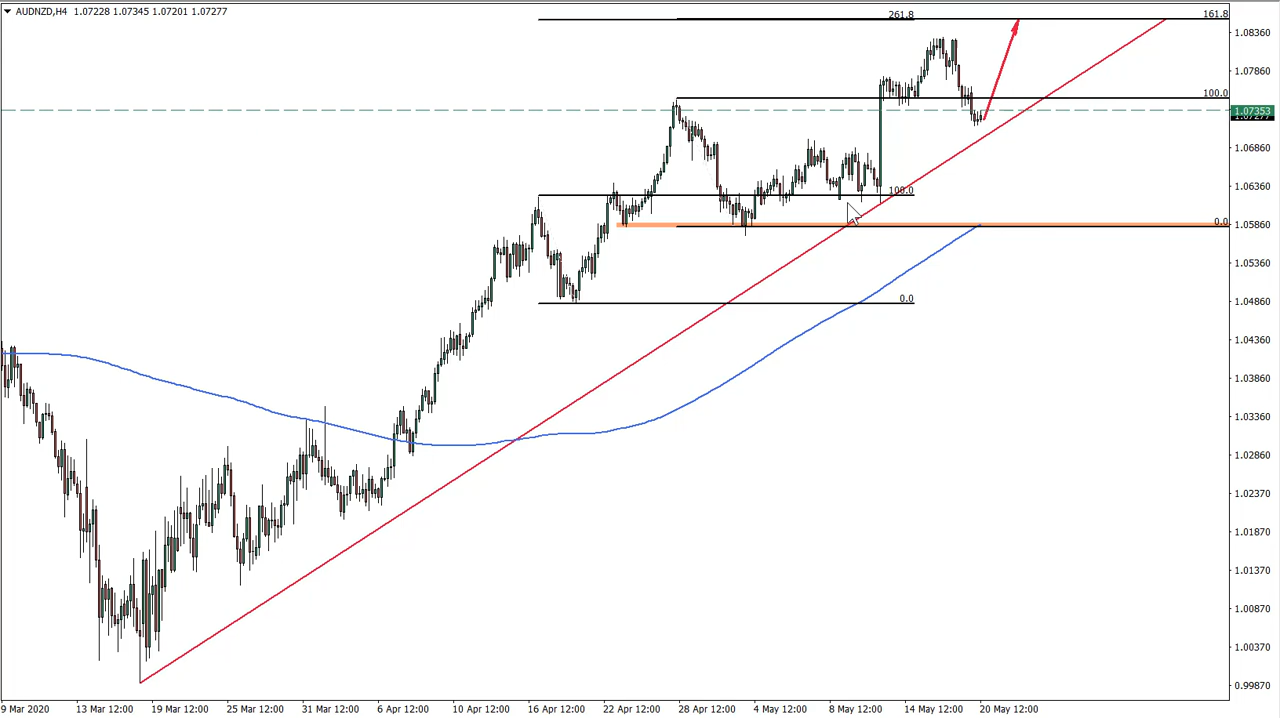 AUDNZD,H4 1.07228 1.07345 1.07201 1.07277
261.8
161.8
1.08360
1.07860
100.0
1.07353
1.07277
1.06860
1.06360
100.0
0.0
1.05860
1.05360
0.0
1.04860
1.04360
1.03860
1.03360
1.02860
1.02370
1.01870
1.01370
1.00870
1.00370
0.99870
9 Mar 2020
13 Mar 12:00
19 Mar 12:00
25 Mar 12:00
31 Mar 12:00
6 Apr 12:00
10 Apr 12:00
16 Apr 12:00
22 Apr 12:00
28 Apr 12:00
4 May 12:00
8 May 12:00
14 May 12:00
20 May 12:00